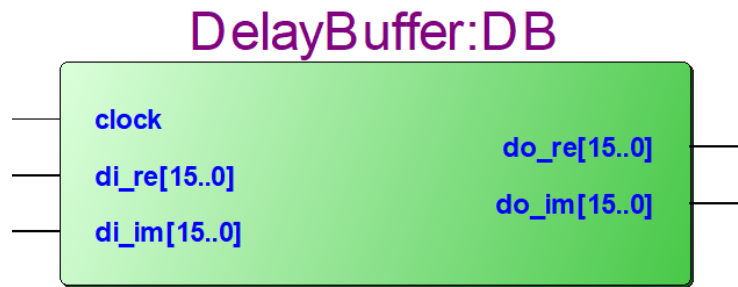 DelayBuffer:DB
clock
di_re[15..0]
di_im[15..0]
do_re[15..0]
do_im[15..0]